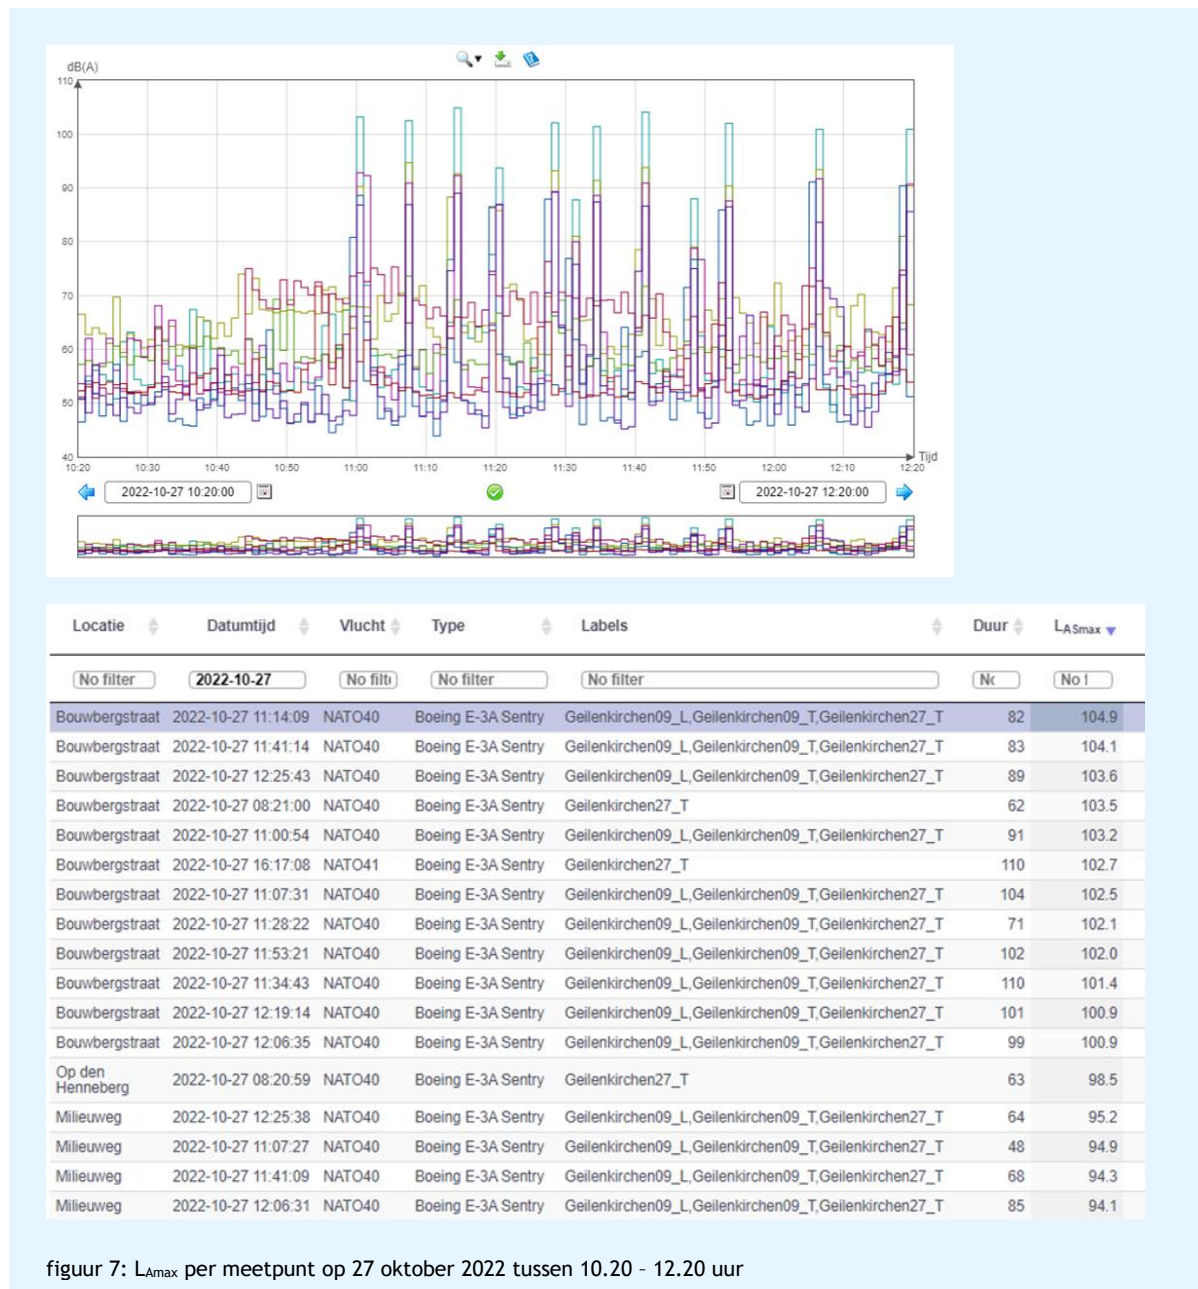 dB(A)
110
100
90
80
70
60
50
40
10:20 10:30 10:40 10:50 11:00 11:10 11:20 11:30 11:40 11:50 12:00 12:10 12:20
Tijd
2022-10-27 10:20:00 2022-10-27 12:20:00
Locatie Datumtijd Vlucht Type Labels Duur LASmax
No filter 2022-10-27 No filt No filter No filter Nc No f
Bouwbergstraat 2022-10-27 11:14:09 NATO40 Boeing E-3A Sentry Geilenkirchen09_L,Geilenkirchen09_T,Geilenkirchen27_T 82 104.9
Bouwbergstraat 2022-10-27 11:41:14 NATO40 Boeing E-3A Sentry Geilenkirchen09_L,Geilenkirchen09_T,Geilenkirchen27_T 83 104.1
Bouwbergstraat 2022-10-27 12:25:43 NATO40 Boeing E-3A Sentry Geilenkirchen09_L,Geilenkirchen09_T,Geilenkirchen27_T 89 103.6
Bouwbergstraat 2022-10-27 08:21:00 NATO40 Boeing E-3A Sentry Geilenkirchen27_T 62 103.5
Bouwbergstraat 2022-10-27 11:00:54 NATO40 Boeing E-3A Sentry Geilenkirchen09_L,Geilenkirchen09_T,Geilenkirchen27_T 91 103.2
Bouwbergstraat 2022-10-27 16:17:08 NATO41 Boeing E-3A Sentry Geilenkirchen27_T 110 102.7
Bouwbergstraat 2022-10-27 11:07:31 NATO40 Boeing E-3A Sentry Geilenkirchen09_L,Geilenkirchen09_T,Geilenkirchen27_T 104 102.5
Bouwbergstraat 2022-10-27 11:28:22 NATO40 Boeing E-3A Sentry Geilenkirchen09_L,Geilenkirchen09_T,Geilenkirchen27_T 71 102.1
Bouwbergstraat 2022-10-27 11:53:21 NATO40 Boeing E-3A Sentry Geilenkirchen09_L,Geilenkirchen09_T,Geilenkirchen27_T 102 102.0
Bouwbergstraat 2022-10-27 11:34:43 NATO40 Boeing E-3A Sentry Geilenkirchen09_L,Geilenkirchen09_T,Geilenkirchen27_T 110 101.4
Bouwbergstraat 2022-10-27 12:19:14 NATO40 Boeing E-3A Sentry Geilenkirchen09_L,Geilenkirchen09_T,Geilenkirchen27_T 101 100.9
Bouwbergstraat 2022-10-27 12:06:35 NATO40 Boeing E-3A Sentry Geilenkirchen09_L,Geilenkirchen09_T,Geilenkirchen27_T 99 100.9
Op den
Henneberg 2022-10-27 08:20:59 NATO40 Boeing E-3A Sentry Geilenkirchen27_T 63 98.5
Milieuweg 2022-10-27 12:25:38 NATO40 Boeing E-3A Sentry Geilenkirchen09_L,Geilenkirchen09_T,Geilenkirchen27_T 64 95.2
Milieuweg 2022-10-27 11:07:27 NATO40 Boeing E-3A Sentry Geilenkirchen09_L,Geilenkirchen09_T,Geilenkirchen27_T 48 94.9
Milieuweg 2022-10-27 11:41:09 NATO40 Boeing E-3A Sentry Geilenkirchen09_L,Geilenkirchen09_T,Geilenkirchen27_T 68 94.3
Milieuweg 2022-10-27 12:06:31 NATO40 Boeing E-3A Sentry Geilenkirchen09_L,Geilenkirchen09_T,Geilenkirchen27_T 85 94.1
figuur 7: LAmax per meetpunt op 27 oktober 2022 tussen 10.20 – 12.20 uur